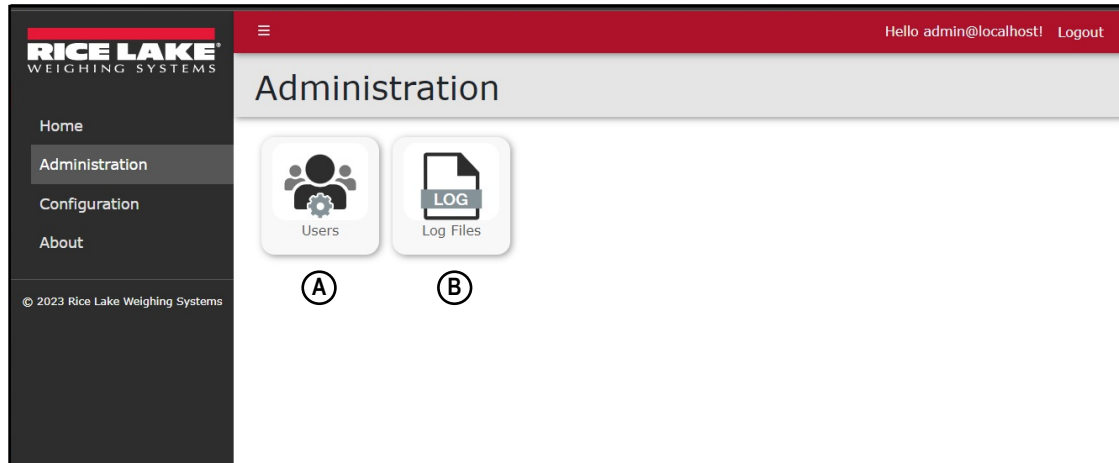 RICE LAKE®
WEIGHING SYSTEMS
☰
Hello admin@localhost! Logout
Administration
Home
Administration
Configuration
About
© 2023 Rice Lake Weighing Systems
LOG
Users
Log Files
A
B